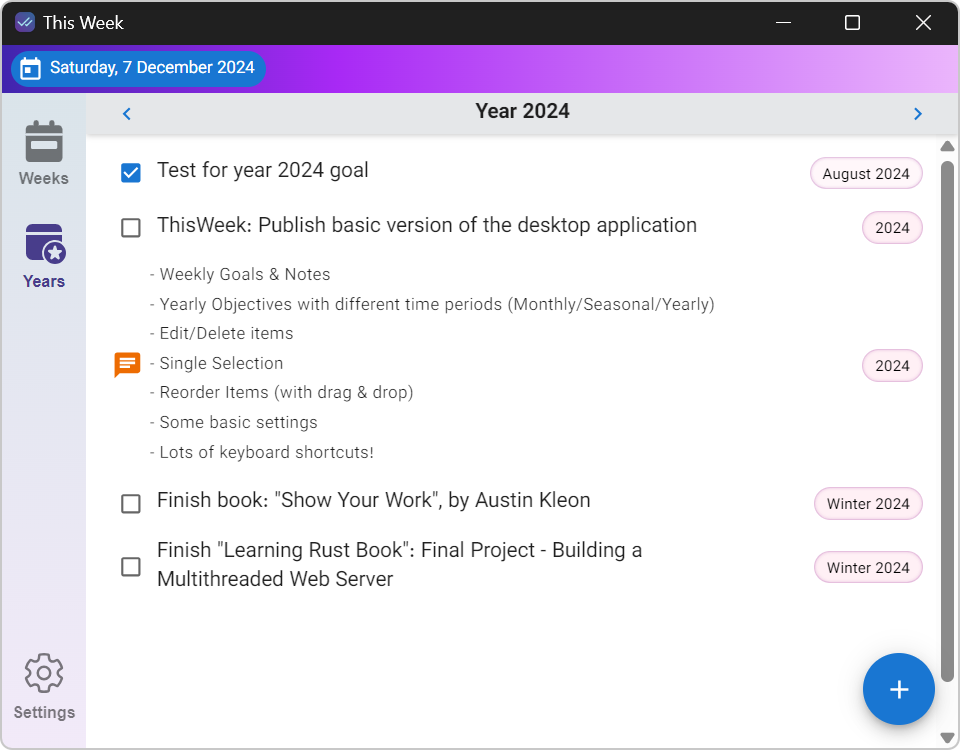 This Week
Saturday, 7 December 2024
Year 2024
Weeks
Years
Settings
Test for year 2024 goal
August 2024
ThisWeek: Publish basic version of the desktop application
2024
- Weekly Goals & Notes
- Yearly Objectives with different time periods (Monthly/Seasonal/Yearly)
- Edit/Delete items
- Single Selection
- Reorder Items (with drag & drop)
- Some basic settings
- Lots of keyboard shortcuts!
2024
Finish book: "Show Your Work", by Austin Kleon
Winter 2024
Finish "Learning Rust Book": Final Project - Building a
Multithreaded Web Server
Winter 2024